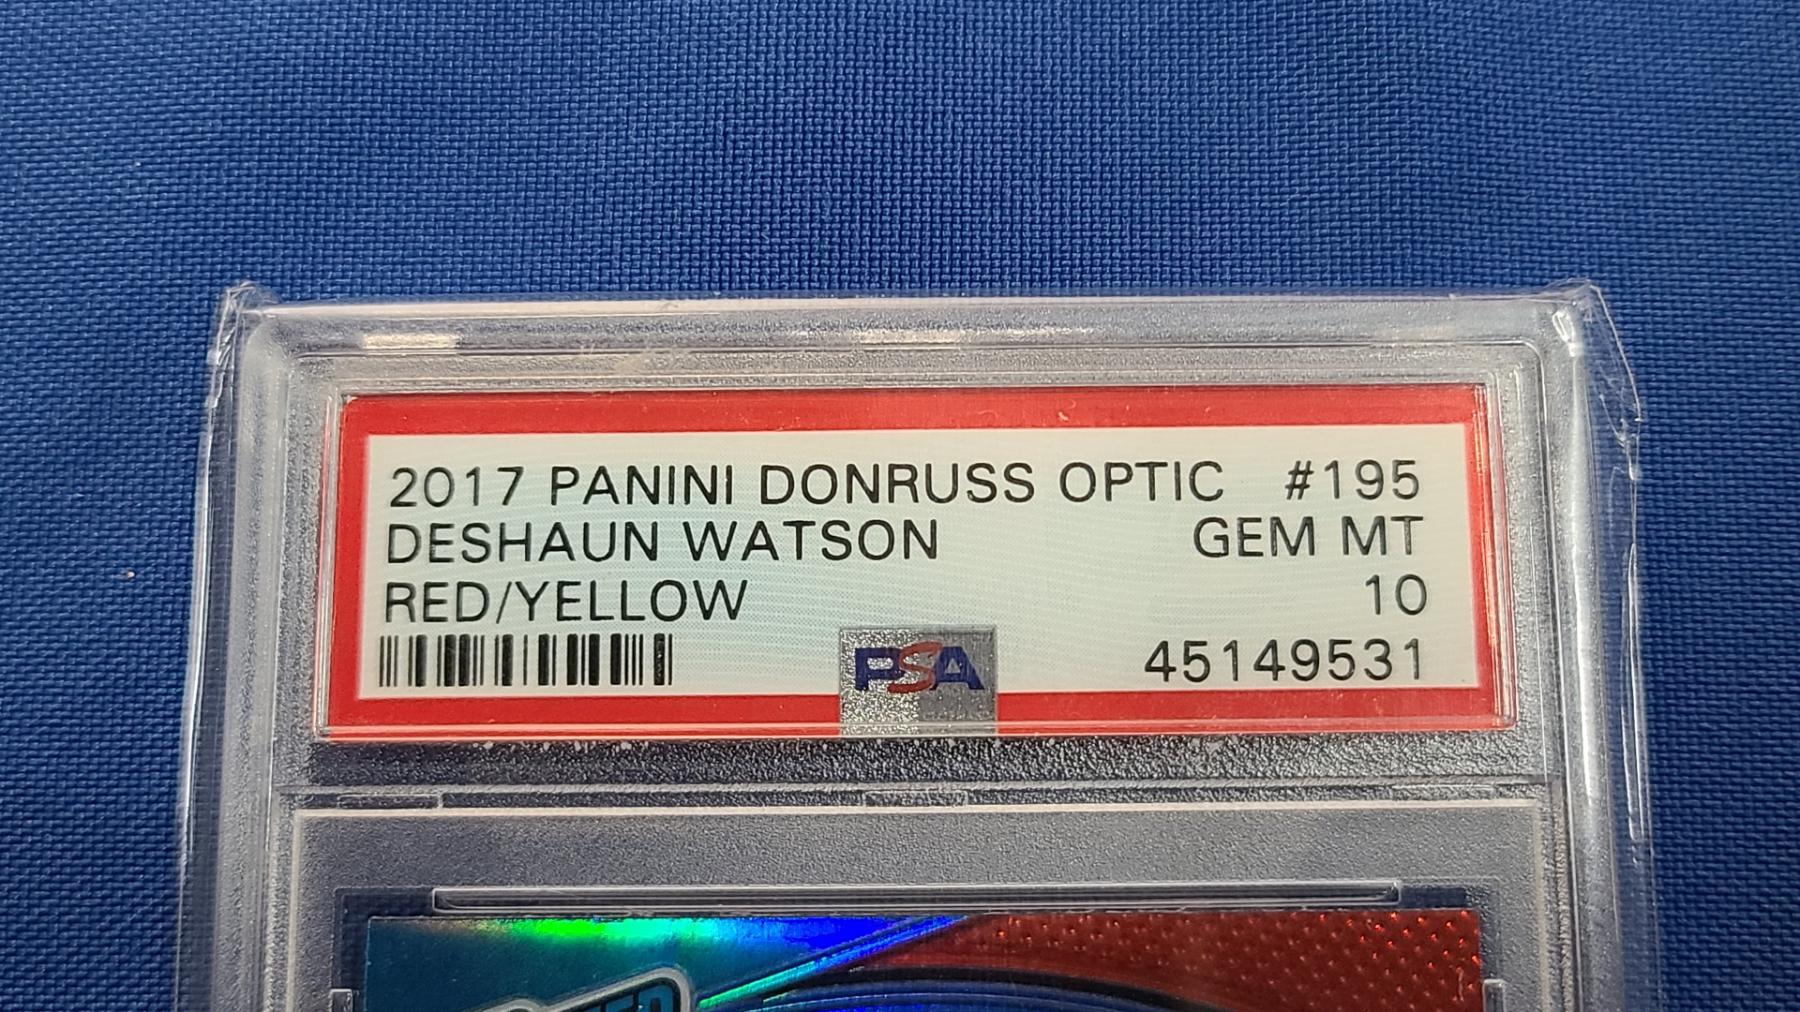 2017 PANINI DONRUSS OPTIC #195
DESHAUN WATSON GEM MT
RED/YELLOW 10
PSA 45149531